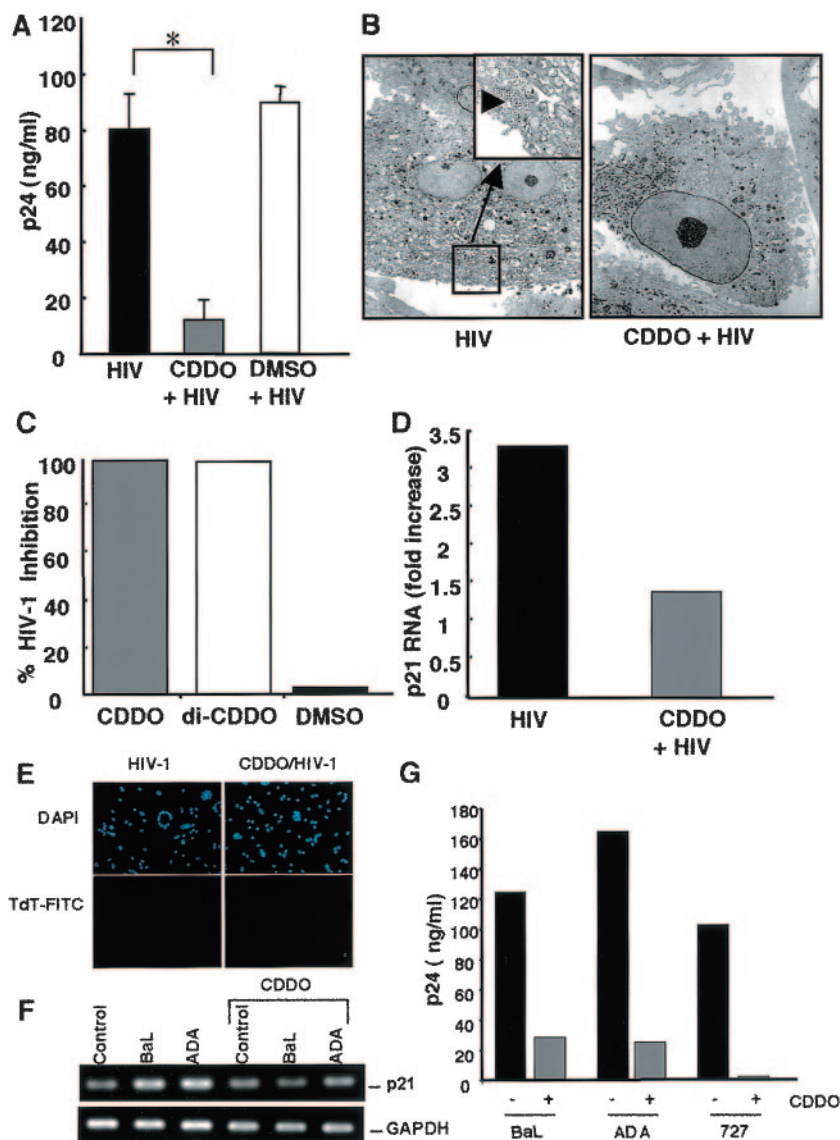 A
B
120
100
80
60
40
20
0
p24 (ng/ml)
*
HIV
CDDO
+ HIV
DMSO
+ HIV
HIV
CDDO + HIV
C
D
100
80
60
40
20
0
% HIV-1 Inhibition
CDDO
di-CDDO
DMSO
3.5
3
2.5
2
1.5
1
0.5
0
p21 RNA (fold increase)
HIV
CDDO
+ HIV
E
HIV-1
CDDO/HIV-1
DAPI
TdT-FITC
F
CDDO
Control
BaL
ADA
Control
BaL
ADA
p21
GAPDH
G
180
160
140
120
100
80
60
40
20
0
p24 ( ng/ml)
- + - + - + CDDO
BaL ADA 727